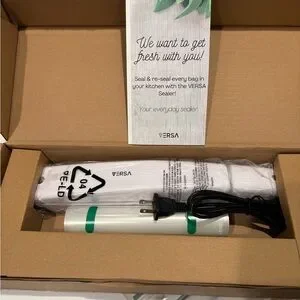 We want to get
fresh with you!
Seal & re-seal every bag in
your kitchen with the VERSA
Sealer!
Your everyday sealer!
VERSA
VERSA
04
PE-LD